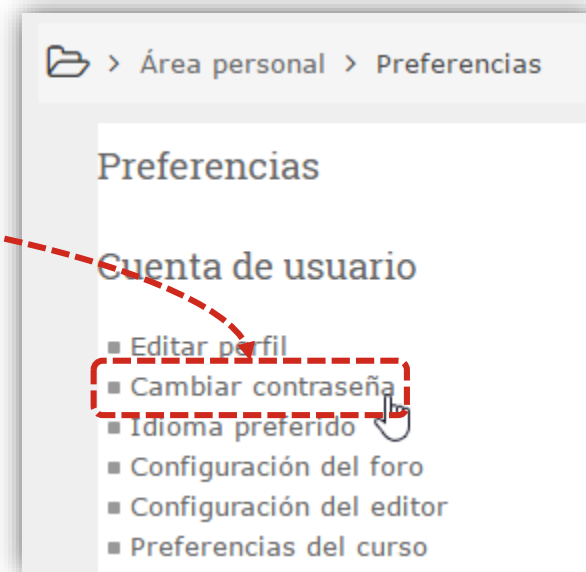 > Área personal > Preferencias
Preferencias
Cuenta de usuario
Editar perfil
Cambiar contraseña
Idioma preferido
Configuración del foro
Configuración del editor
Preferencias del curso